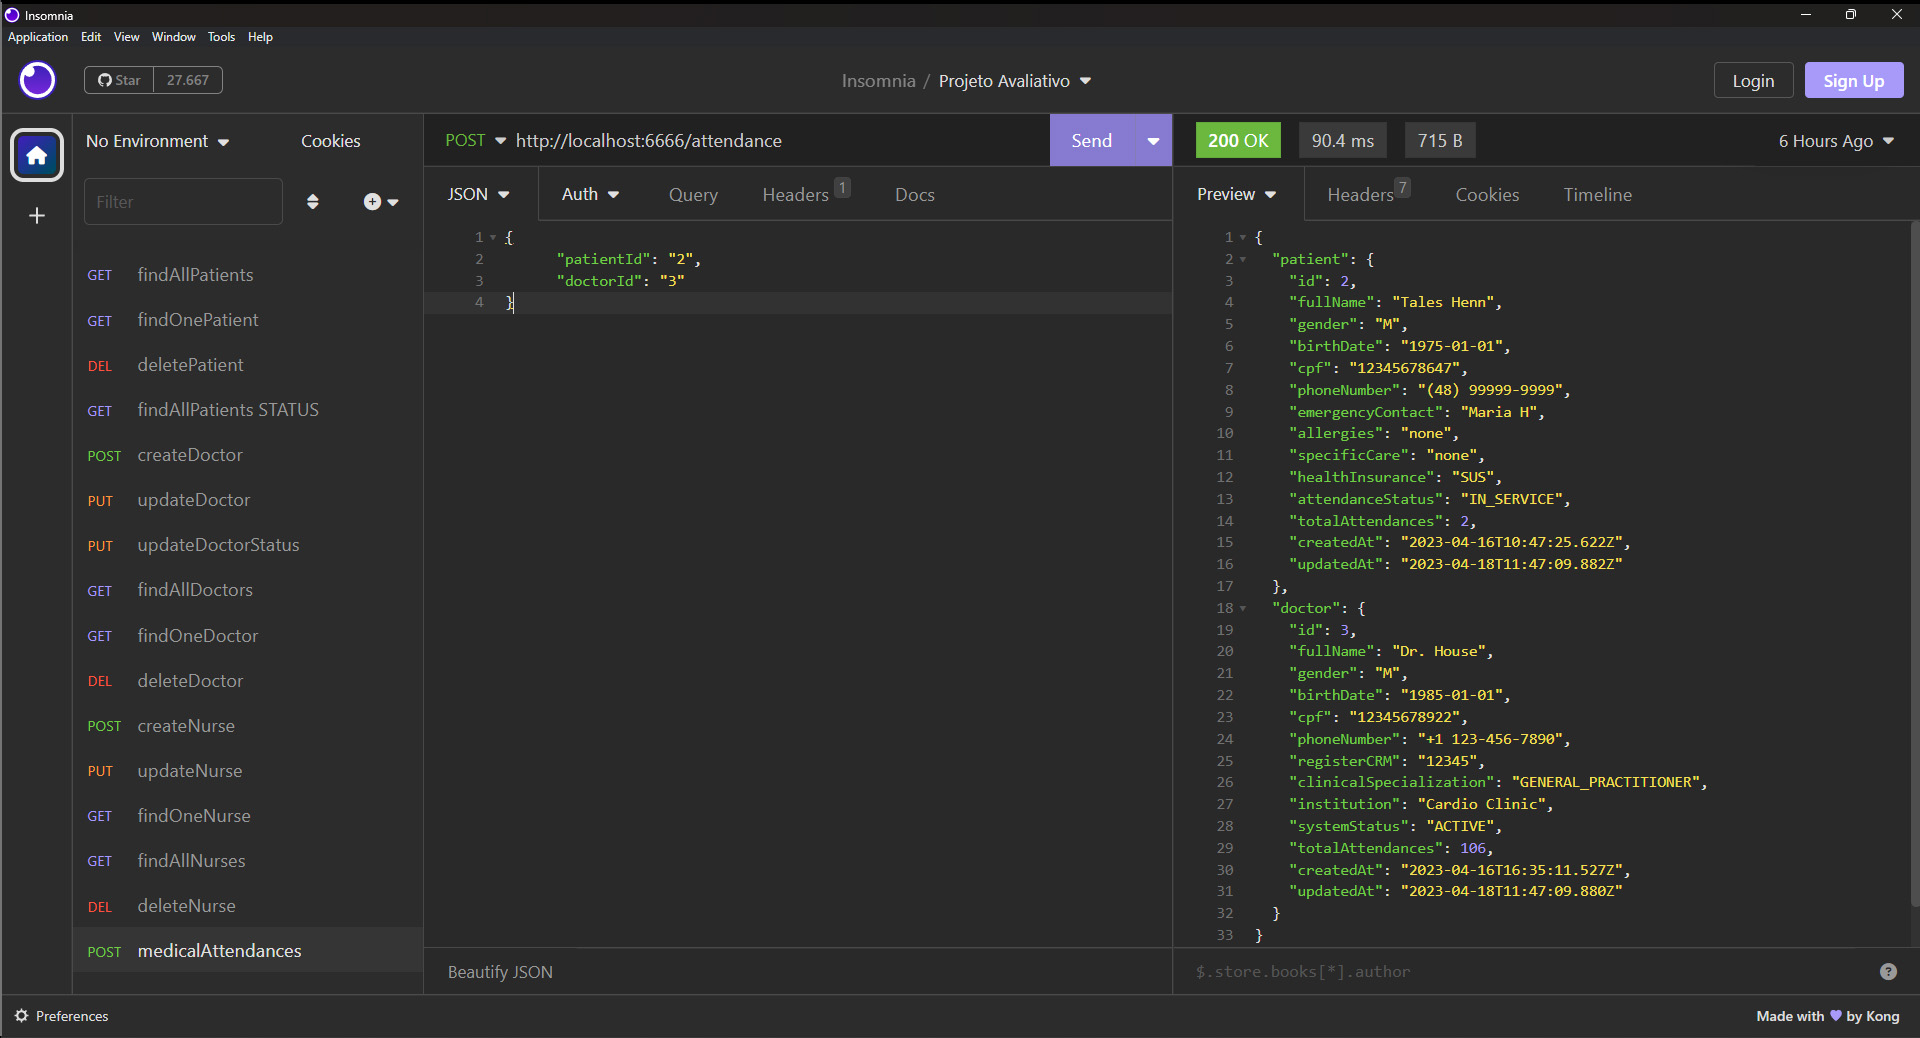 Insomnia
Application Edit View Window Tools Help
Star 27.667
Insomnia / Projeto Avaliativo
Login Sign Up
No Environment Cookies
Filter
GET findAllPatients
GET findOnePatient
DEL deletePatient
GET findAllPatients STATUS
POST createDoctor
PUT updateDoctor
PUT updateDoctorStatus
GET findAllDoctors
GET findOneDoctor
DEL deleteDoctor
POST createNurse
PUT updateNurse
GET findOneNurse
GET findAllNurses
DEL deleteNurse
POST medicalAttendances
POST http://localhost:6666/attendance Send
JSON Auth Query Headers 1 Docs
1 {
2 "patientId": "2",
3 "doctorId": "3"
4 }
Beautify JSON
200 OK 90.4 ms 715 B 6 Hours Ago
Preview Headers 7 Cookies Timeline
1 {
2 "patient": {
3 "id": 2,
4 "fullName": "Tales Henn",
5 "gender": "M",
6 "birthDate": "1975-01-01",
7 "cpf": "12345678647",
8 "phoneNumber": "(48) 99999-9999",
9 "emergencyContact": "Maria H",
10 "allergies": "none",
11 "specificCare": "none",
12 "healthInsurance": "SUS",
13 "attendanceStatus": "IN_SERVICE",
14 "totalAttendances": 2,
15 "createdAt": "2023-04-16T10:47:25.622Z",
16 "updatedAt": "2023-04-18T11:47:09.882Z"
17 },
18 "doctor": {
19 "id": 3,
20 "fullName": "Dr. House",
21 "gender": "M",
22 "birthDate": "1985-01-01",
23 "cpf": "12345678922",
24 "phoneNumber": "+1 123-456-7890",
25 "registerCRM": "12345",
26 "clinicalSpecialization": "GENERAL_PRACTITIONER",
27 "institution": "Cardio Clinic",
28 "systemStatus": "ACTIVE",
29 "totalAttendances": 106,
30 "createdAt": "2023-04-16T16:35:11.527Z",
31 "updatedAt": "2023-04-18T11:47:09.880Z"
32 }
33 }
$.store.books[*].author ?
Preferences
Made with 💜 by Kong